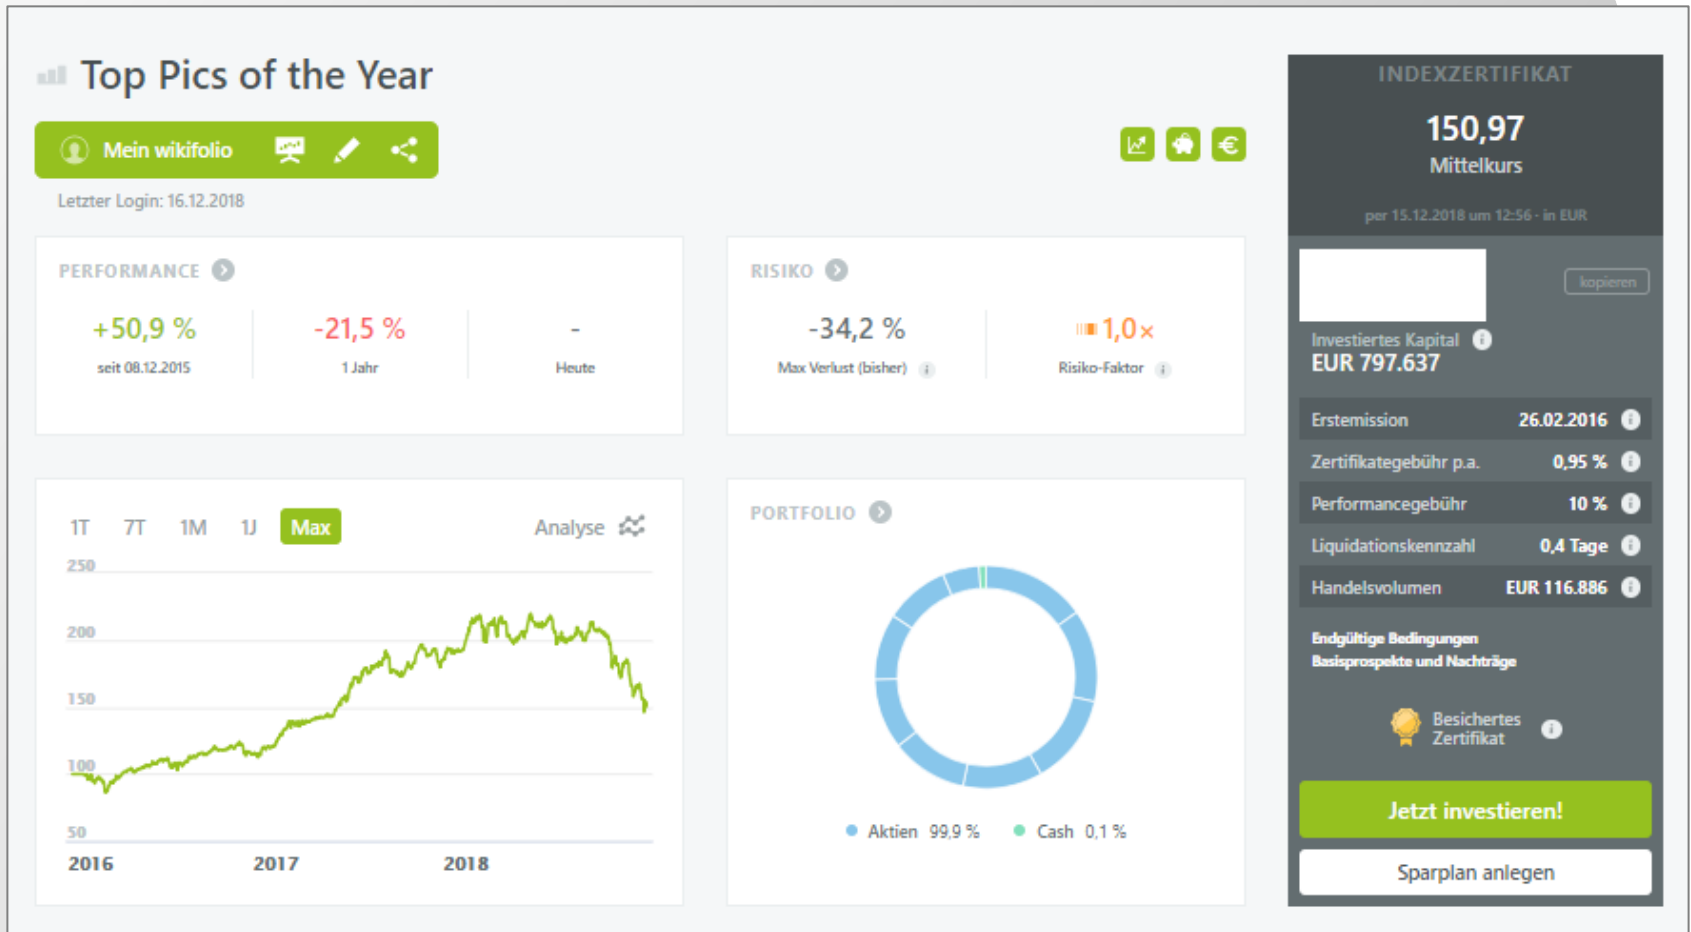 Top Pics of the Year
Mein wikifolio
Letzter Login: 16.12.2018
PERFORMANCE
+50,9 %
seit 08.12.2015
-21,5 %
1 Jahr
-
Heute
RISIKO
-34,2 %
Max Verlust (bisher) i
1,0×
Risiko-Faktor i
1T 7T 1M 1J Max Analyse
250
200
150
100
50
2016 2017 2018
PORTFOLIO
Aktien 99,9 % Cash 0,1 %
INDEXZERTIFIKAT
150,97
Mittelkurs
per 15.12.2018 um 12:56 - in EUR
kopieren
Investiertes Kapital i
EUR 797.637
Erstemission 26.02.2016 i
Zertifikategebühr p.a. 0,95 % i
Performancegebühr 10 % i
Liquidationskennzahl 0,4 Tage i
Handelsvolumen EUR 116.886 i
Endgültige Bedingungen
Basisprospekte und Nachträge
Besichertes
Zertifikat i
Jetzt investieren!
Sparplan anlegen